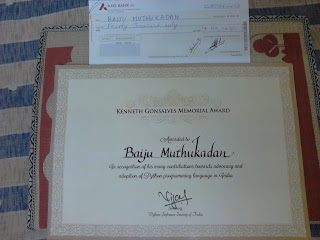 AXIS BANK
BAIJU MUTHUKADAN
Twenty Thousand only
KENNETH GONSALVES MEMORIAL AWARD
Awarded to
Baiju Muthukadan
In recognition of his many contributions towards advocacy and
adoption of Python programming language in India.
Python Software Society of India